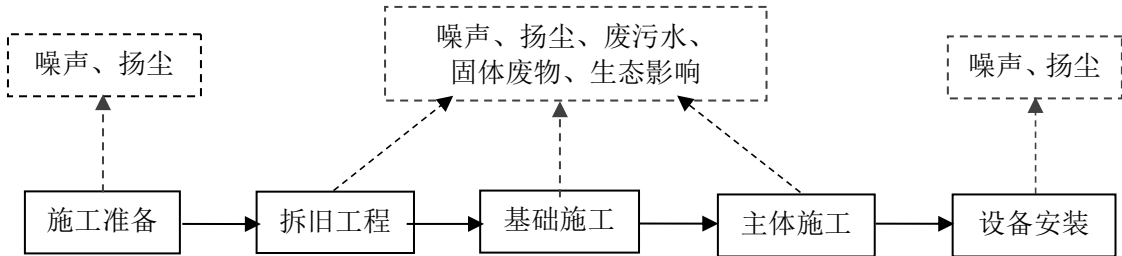 噪声、扬尘
噪声、扬尘、废污水、
固体废物、生态影响
噪声、扬尘
施工准备
拆旧工程
基础施工
主体施工
设备安装